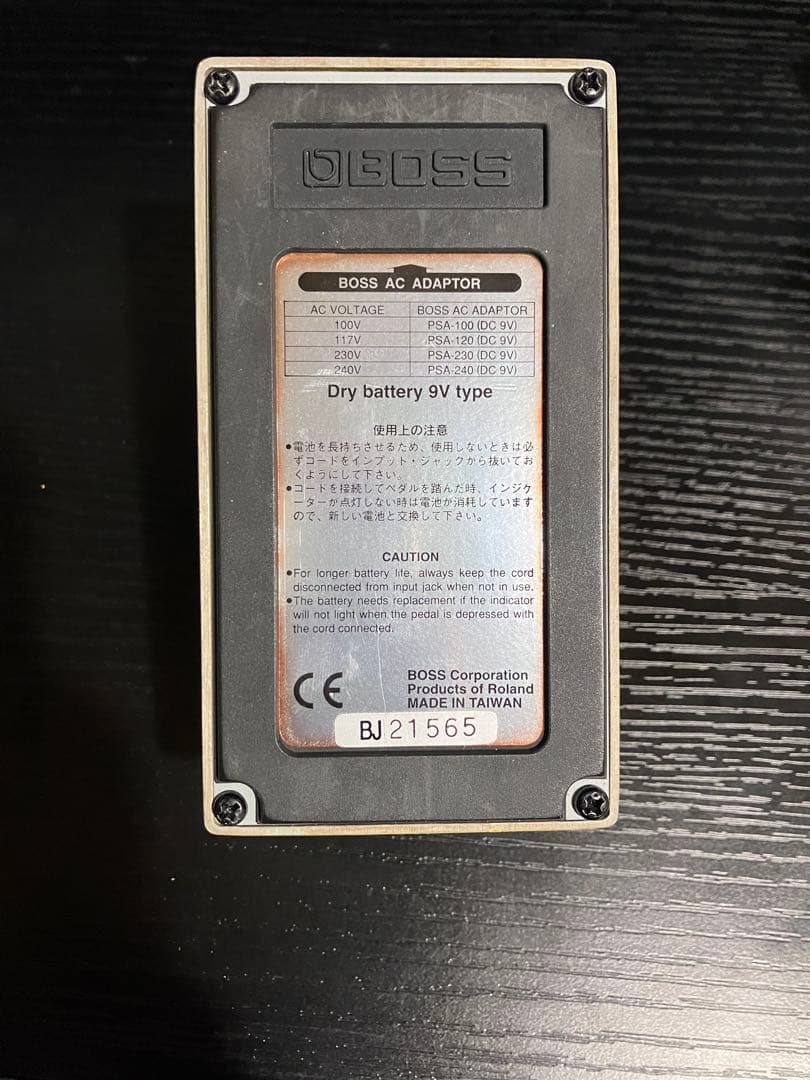 BOSS
BOSS AC ADAPTOR
AC VOLTAGE BOSS AC ADAPTOR
100V PSA-100 (DC 9V)
117V PSA-120 (DC 9V)
230V PSA-230 (DC 9V)
240V PSA-240 (DC 9V)
Dry battery 9V type
使用上の注意
●電池を長持ちさせるため、使用しないときは必
ずコードをインプット・ジャックから抜いてお
くようにして下さい。
●コードを接続してペダルを踏んだ時、インジケ
ーターが点灯しない時は電池が消耗しています
ので、新しい電池と交換して下さい。
CAUTION
●For longer battery life, always keep the cord
disconnected from input jack when not in use.
●The battery needs replacement if the indicator
will not light when the pedal is depressed with
the cord connected.
CE
BOSS Corporation
Products of Roland
MADE IN TAIWAN
BJ 21565